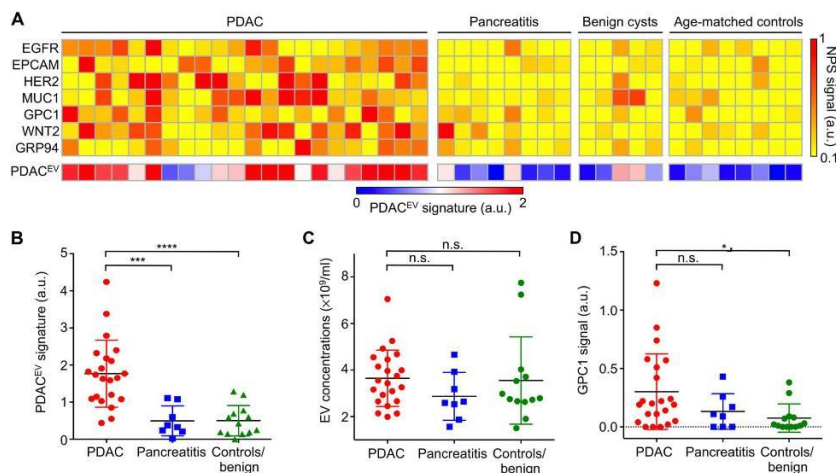 A
PDAC
Pancreatitis
Benign cysts
Age-matched controls
EGFR
EPCAM
HER2
MUC1
GPC1
WNT2
GRP94
PDAC^EV
1
NPS signal (a.u.)
0.1
0
2
PDAC^EV signature (a.u.)
B
PDAC^EV signature (a.u.)
5
4
3
2
1
0
****
***
PDAC Pancreatitis Controls/
benign
C
EV concentrations (×10⁹/ml)
8
6
4
2
n.s.
n.s.
PDAC Pancreatitis Controls/
benign
D
GPC1 signal (a.u.)
1.5
1.0
0.5
0.0
*
n.s.
PDAC Pancreatitis Controls/
benign